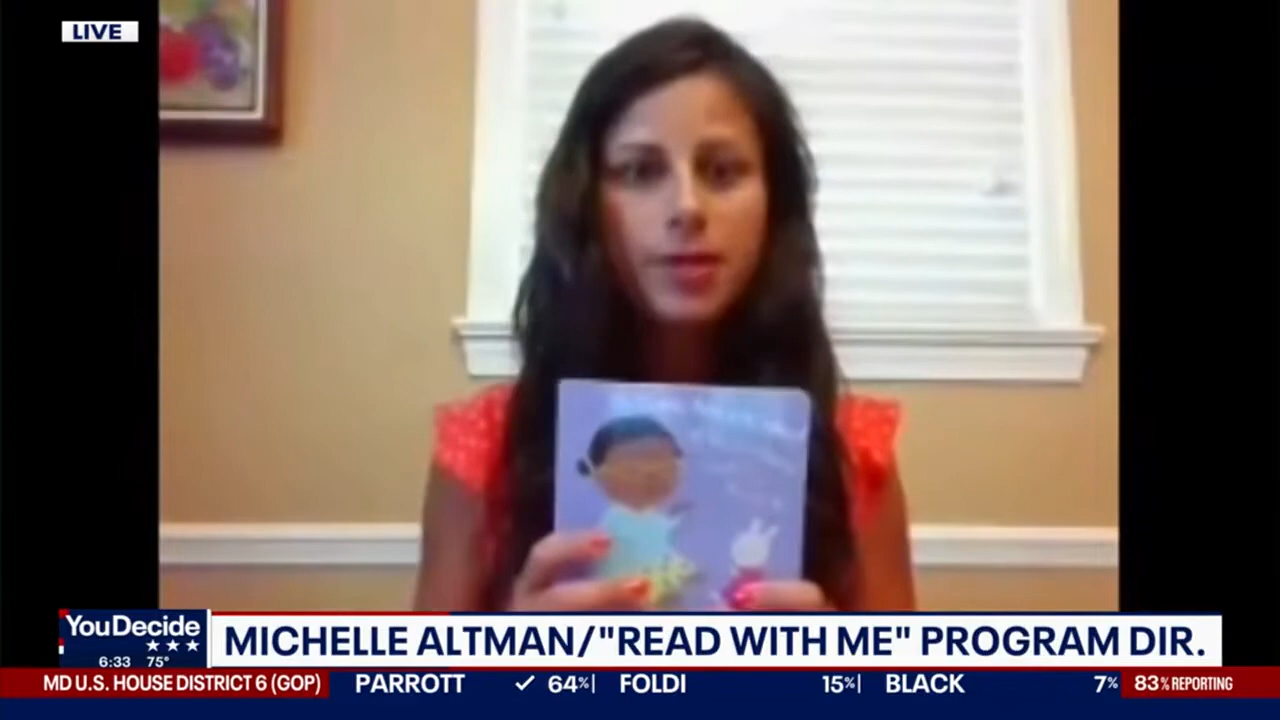 LIVE
YouDecide
6:33 75°
MICHELLE ALTMAN/"READ WITH ME" PROGRAM DIR.
MD U.S. HOUSE DISTRICT 6 (GOP) PARROTT ✓ 64% FOLDI 15% BLACK 7% 83% REPORTING